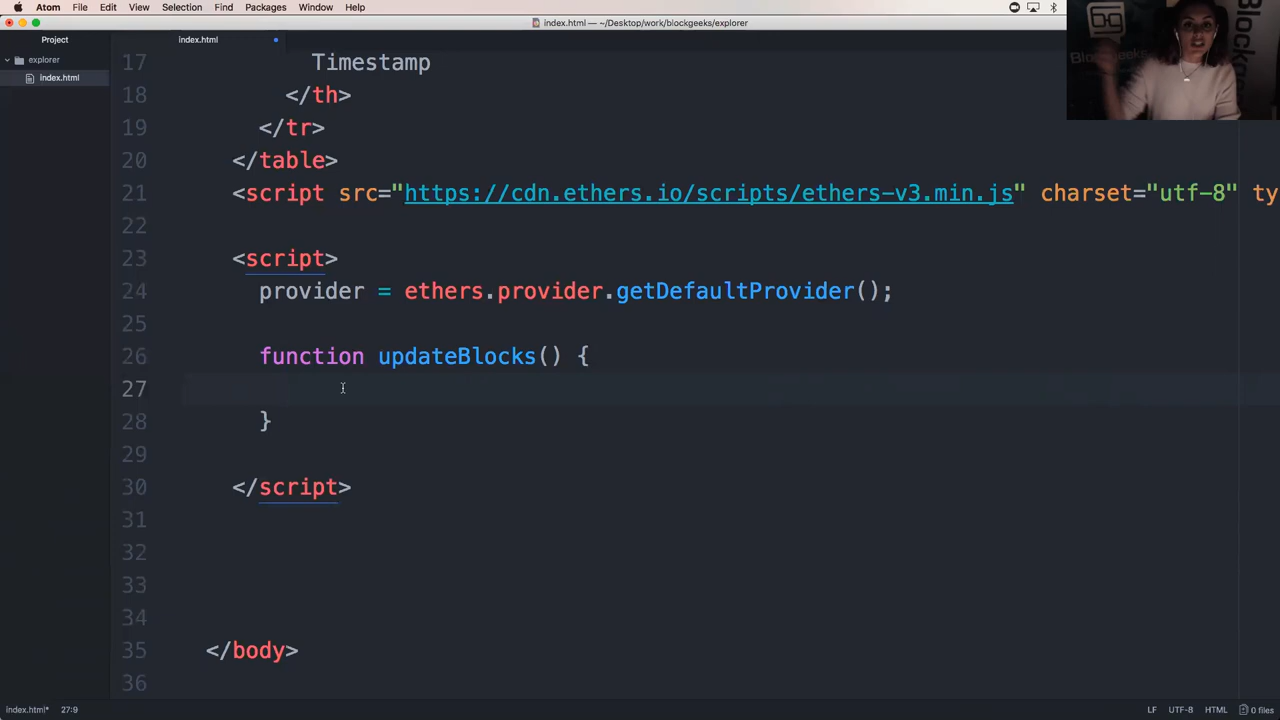 Atom File Edit View Selection Find Packages Window Help
index.html — ~/Desktop/work/blockgeeks/explorer
Project
index.html
explorer
index.html
17 Timestamp
18 </th>
19 </tr>
20 </table>
21 <script src="https://cdn.ethers.io/scripts/ethers-v3.min.js" charset="utf-8" ty
22
23 <script>
24 provider = ethers.provider.getDefaultProvider();
25
26 function updateBlocks() {
27
28 }
29
30 </script>
31
32
33
34
35 </body>
36
index.html* 27:9 LF UTF-8 HTML 0 files